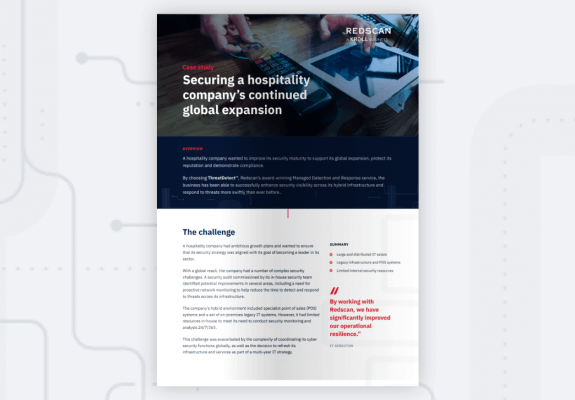 REDSCAN
A KROLL BUSINESS
Case study
Securing a hospitality
company's continued
global expansion
OVERVIEW
A hospitality company wanted to improve its security maturity to support its global expansion, protect its
reputation and demonstrate compliance.
By choosing ThreatDetect™, Redscan's award-winning Managed Detection and Response service, the
business has been able to successfully enhance security visibility across its hybrid infrastructure and
respond to threats more swiftly than ever before.
The challenge
A hospitality company had ambitious growth plans and wanted to ensure
that its security strategy was aligned with its goal of becoming a leader in its
sector.
With a global reach, the company had a number of complex security
challenges. A security audit commissioned by its in-house security team
identified potential improvements in several areas, including a need for
proactive network monitoring to help reduce the time to detect and respond
to threats across its infrastructure.
The company's hybrid environment included specialist point of sales (POS)
systems and a set of on-premises legacy IT systems. However, it had limited
resources in-house to meet its need to conduct security monitoring and
analysis 24/7/365.
This challenge was exacerbated by the complexity of coordinating its cyber
security functions globally, as well as the decision to refresh its
infrastructure and services as part of a multi-year IT strategy.
SUMMARY
Large and distributed IT estate
Legacy infrastructure and POS systems
Limited internal security resources
"
By working with
Redscan, we have
significantly improved
our operational
resilience."
IT DIRECTOR